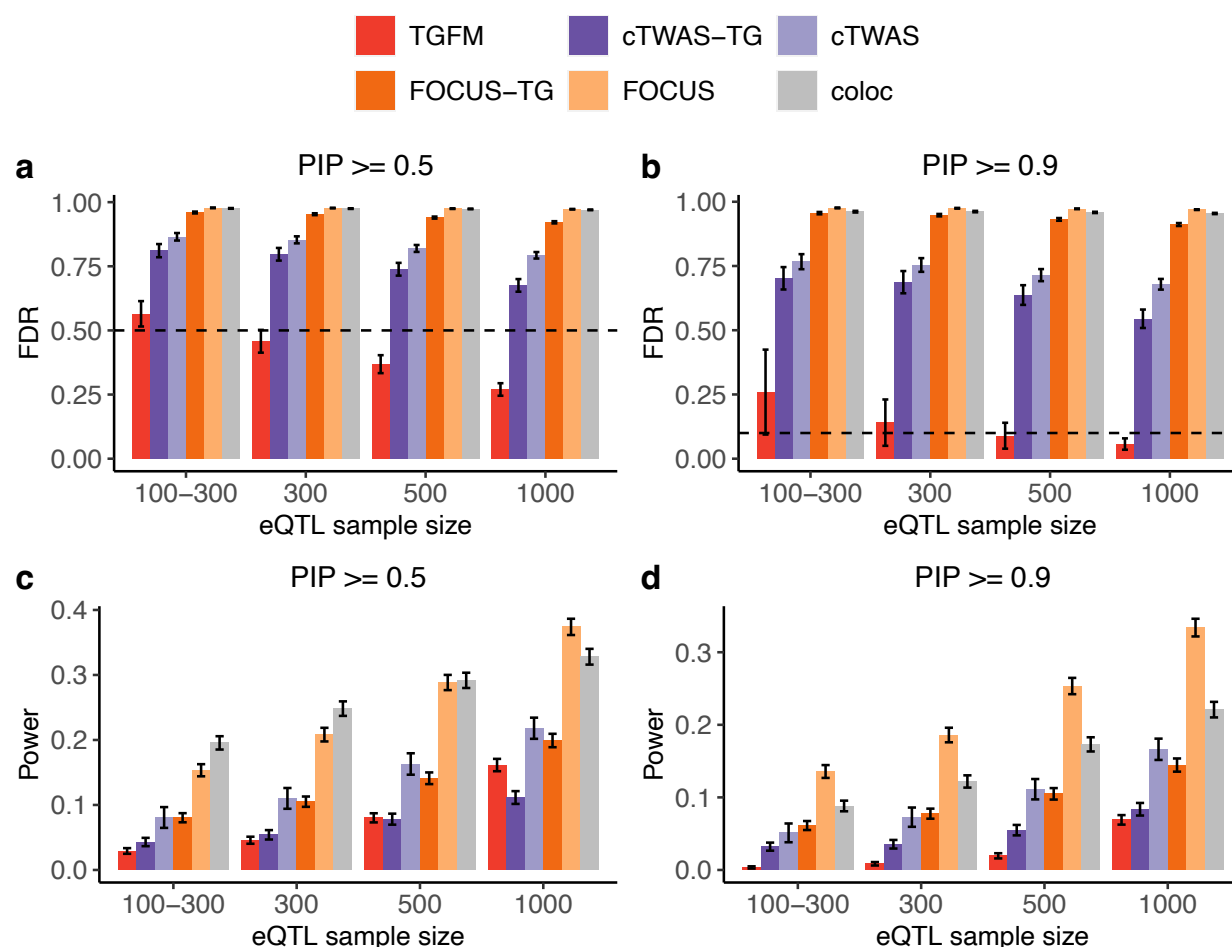 TGFM cTWAS−TG cTWAS
FOCUS−TG FOCUS coloc
a PIP >= 0.5
1.00
0.75
0.50
0.25
0.00
FDR
100−300 300 500 1000
eQTL sample size
b PIP >= 0.9
1.00
0.75
0.50
0.25
0.00
FDR
100−300 300 500 1000
eQTL sample size
c PIP >= 0.5
0.4
0.3
0.2
0.1
0.0
Power
100−300 300 500 1000
eQTL sample size
d PIP >= 0.9
0.3
0.2
0.1
0.0
Power
100−300 300 500 1000
eQTL sample size